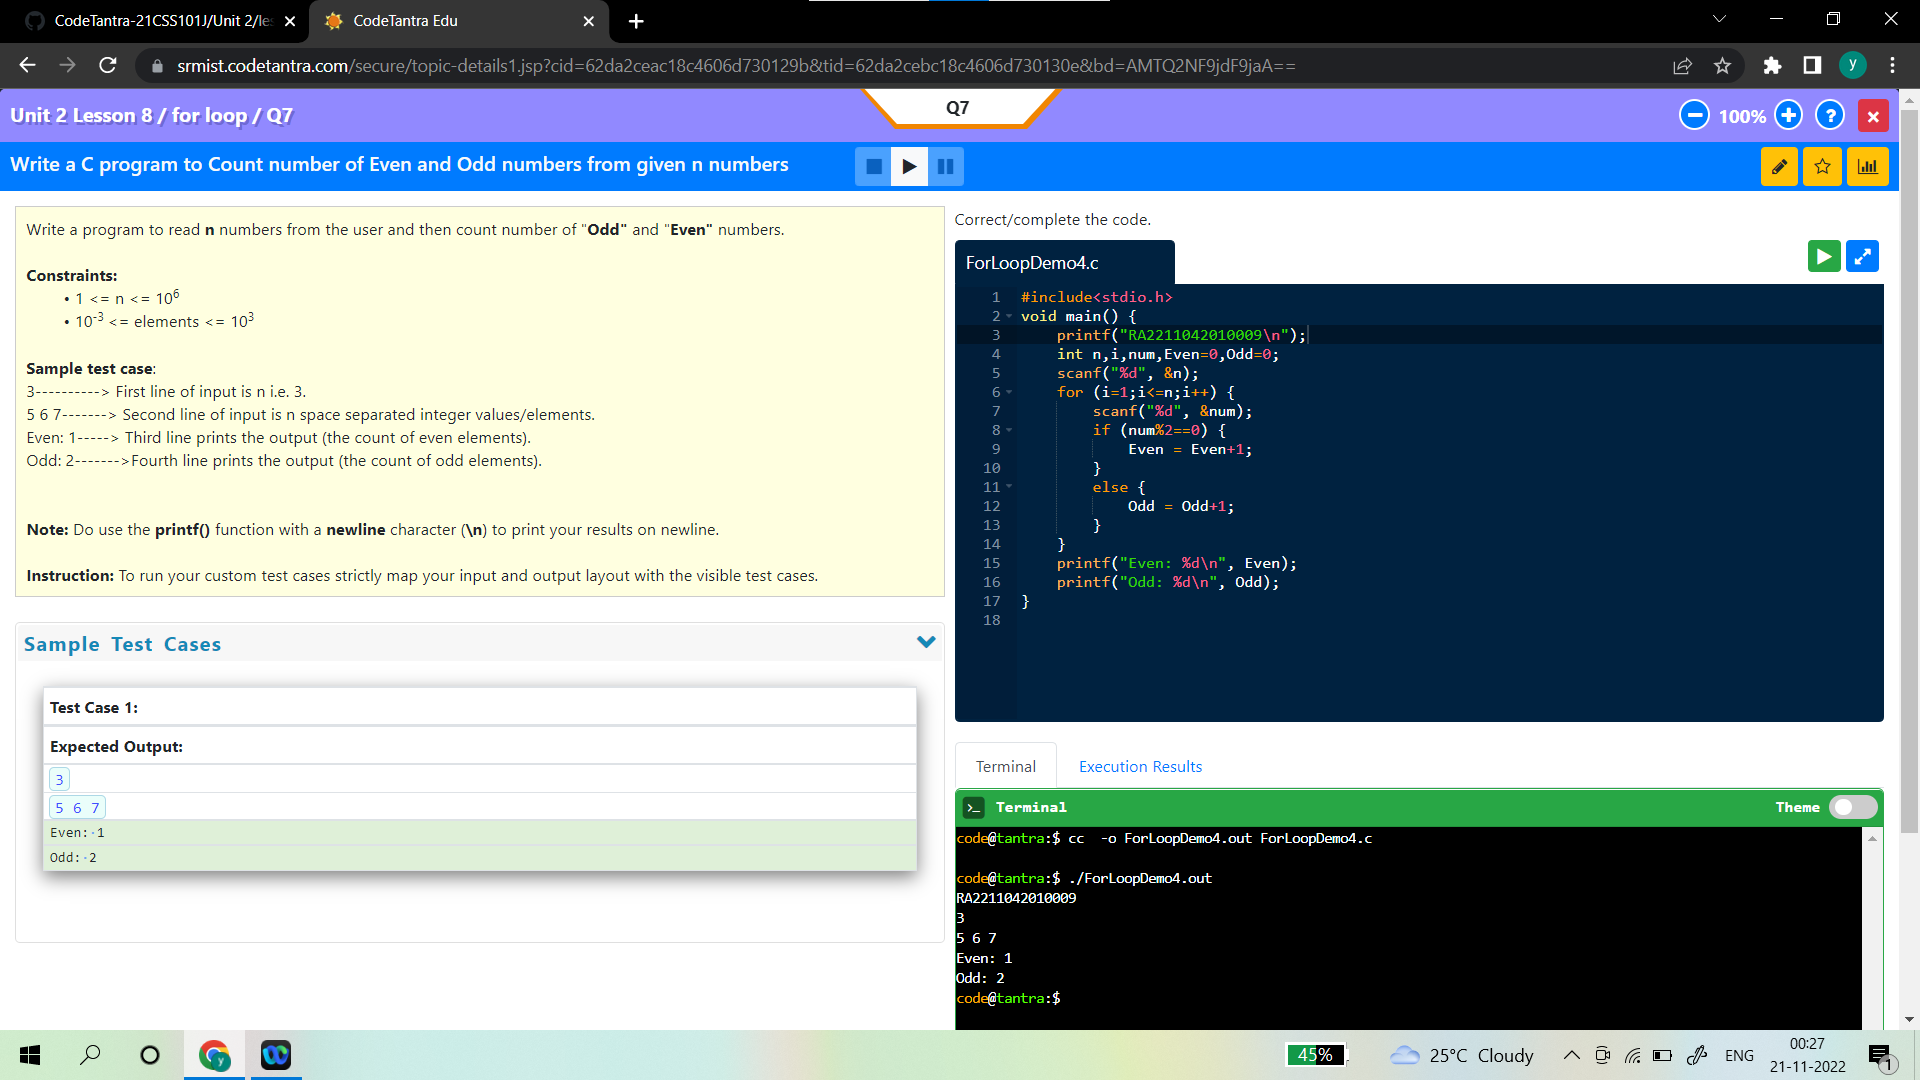 CodeTantra-21CSS101J/Unit 2/les
CodeTantra Edu
srmist.codetantra.com/secure/topic-details1.jsp?cid=62da2ceac18c4606d730129b&tid=62da2cebc18c4606d730130e&bd=AMTQ2NF9jdF9jaA==
y
Unit 2 Lesson 8 / for loop / Q7
Q7
100%
?
Write a C program to Count number of Even and Odd numbers from given n numbers
Write a program to read n numbers from the user and then count number of "Odd" and "Even" numbers.
Constraints:
• 1 <= n <= 10⁶
• 10⁻³ <= elements <= 10³
Sample test case:
3----------> First line of input is n i.e. 3.
5 6 7-------> Second line of input is n space separated integer values/elements.
Even: 1-----> Third line prints the output (the count of even elements).
Odd: 2------->Fourth line prints the output (the count of odd elements).
Note: Do use the printf() function with a newline character (\n) to print your results on newline.
Instruction: To run your custom test cases strictly map your input and output layout with the visible test cases.
Sample Test Cases
Test Case 1:
Expected Output:
3
5 6 7
Even:·1
Odd:·2
Correct/complete the code.
ForLoopDemo4.c
1 #include<stdio.h>
2 void main() {
3 printf("RA2211042010009\n");
4 int n,i,num,Even=0,Odd=0;
5 scanf("%d", &n);
6 for (i=1;i<=n;i++) {
7 scanf("%d", &num);
8 if (num%2==0) {
9 Even = Even+1;
10 }
11 else {
12 Odd = Odd+1;
13 }
14 }
15 printf("Even: %d\n", Even);
16 printf("Odd: %d\n", Odd);
17 }
18
Terminal
Execution Results
Terminal
Theme
code@tantra:$ cc -o ForLoopDemo4.out ForLoopDemo4.c
code@tantra:$ ./ForLoopDemo4.out
RA2211042010009
3
5 6 7
Even: 1
Odd: 2
code@tantra:$
y
45%
25°C Cloudy
ENG
00:27
21-11-2022
1